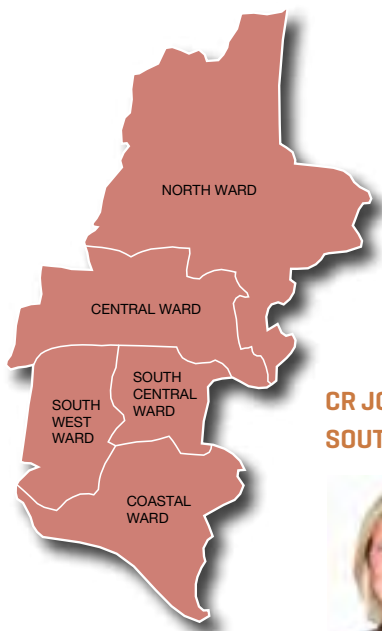 NORTH WARD
CENTRAL WARD
SOUTH
CENTRAL
WARD
SOUTH
WEST
WARD
COASTAL
WARD
CR JO
SOUT